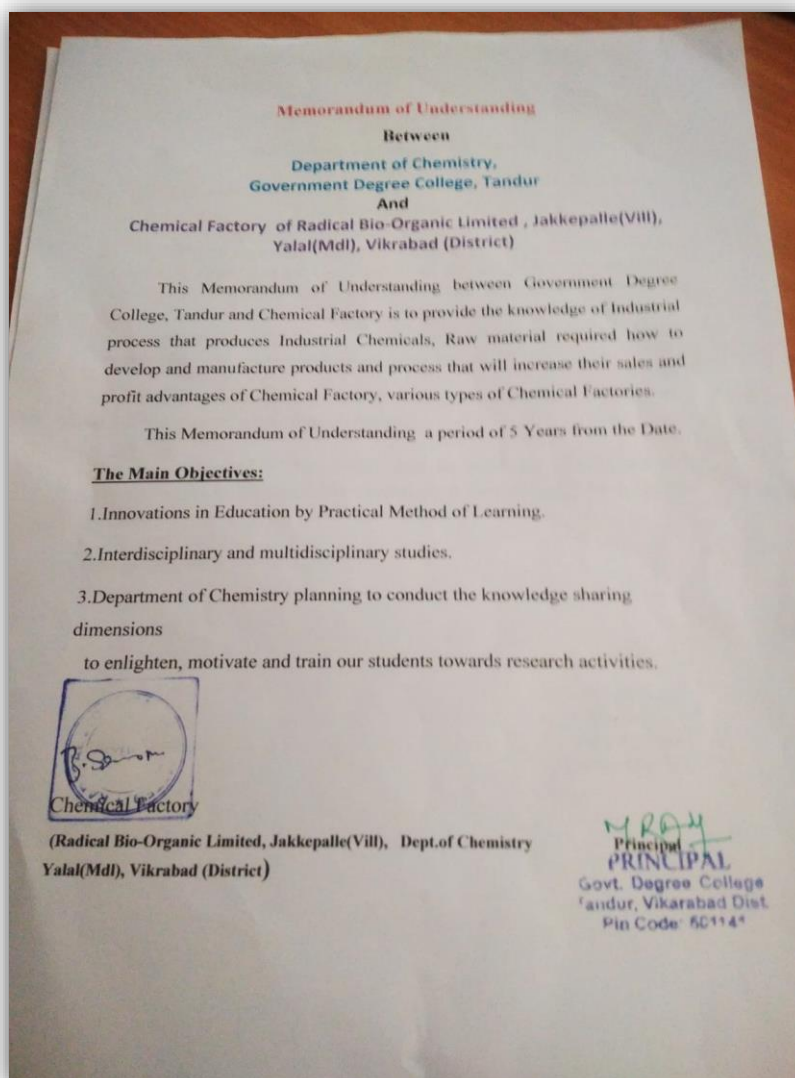 Memorandum of Understanding
Between
Department of Chemistry,
Government Degree College, Tandur
And
Chemical Factory of Radical Bio-Organic Limited , Jakkepalle(Vill),
Yalal(Mdl), Vikrabad (District)
This Memorandum of Understanding between Government Degree
College, Tandur and Chemical Factory is to provide the knowledge of Industrial
process that produces Industrial Chemicals, Raw material required how to
develop and manufacture products and process that will increase their sales and
profit advantages of Chemical Factory, various types of Chemical Factories.
This Memorandum of Understanding a period of 5 Years from the Date.
The Main Objectives:
1.Innovations in Education by Practical Method of Learning.
2.Interdisciplinary and multidisciplinary studies.
3.Department of Chemistry planning to conduct the knowledge sharing
dimensions
to enlighten, motivate and train our students towards research activities.
Chemical Factory
(Radical Bio-Organic Limited, Jakkepalle(Vill), Dept.of Chemistry
Yalal(Mdl), Vikrabad (District)
Principal
PRINCIPAL
Govt. Degree College
Tandur, Vikarabad Dist.
Pin Code: